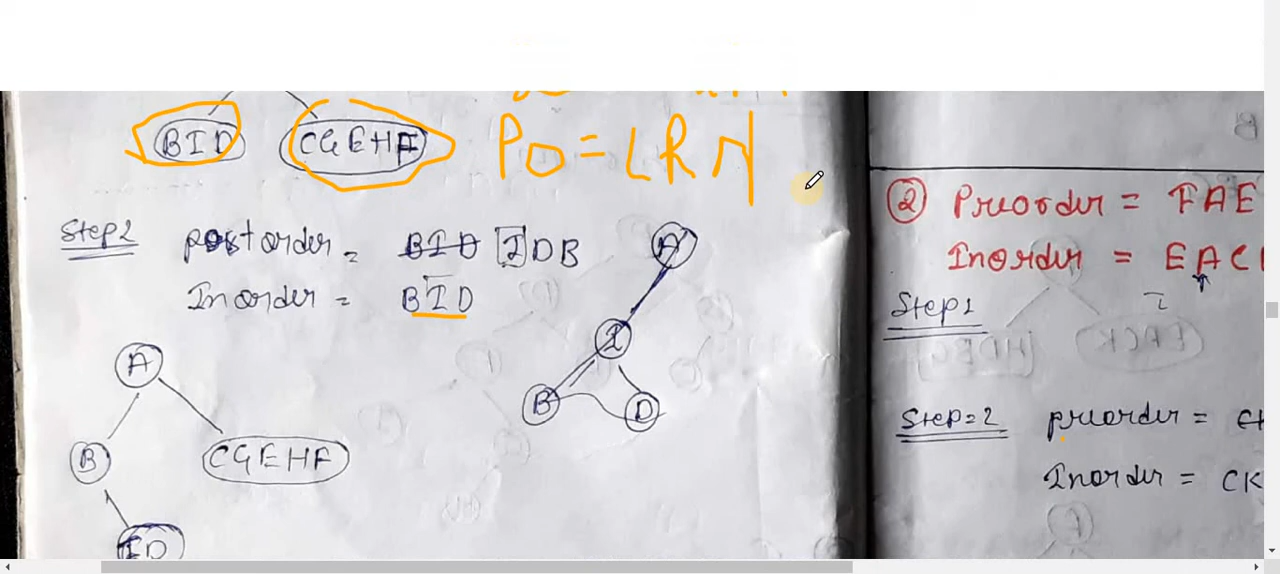 BID CGEHF
PO = LRN
Step2 postorder = BID IDB
Inorder = BID
A
I
B D
A
B CGEHF
ID
② Preorder = FAE
Inorder = EAC
Step1
Step=2 preorder =
Inorder = CK